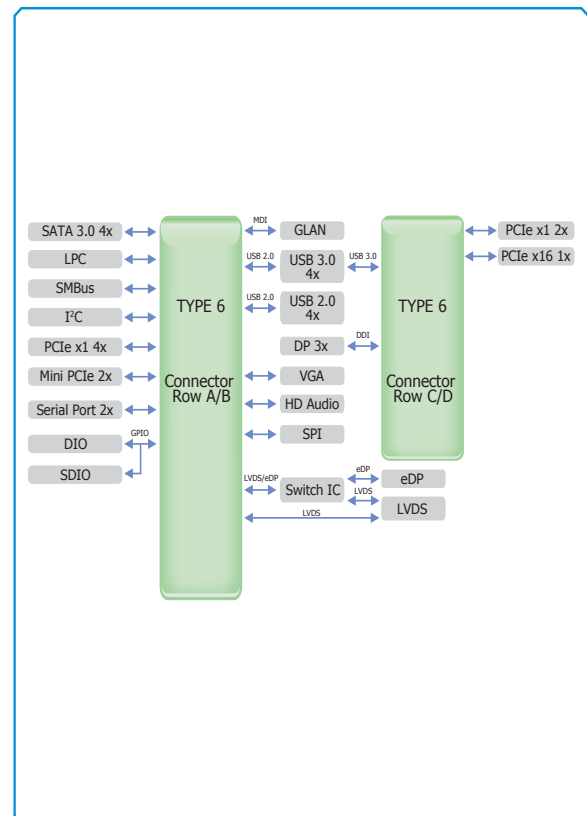 SATA 3.0 4x
LPC
SMBus
I²C
PCIe x1 4x
Mini PCIe 2x
Serial Port 2x
DIO
SDIO
GPIO
TYPE 6
Connector
Row A/B
MDI
GLAN
USB 2.0
USB 3.0
4x
USB 3.0
USB 2.0
USB 2.0
4x
DP 3x
DDI
VGA
HD Audio
SPI
LVDS/eDP
Switch IC
eDP
eDP
LVDS
LVDS
LVDS
TYPE 6
Connector
Row C/D
PCIe x1 2x
PCIe x16 1x